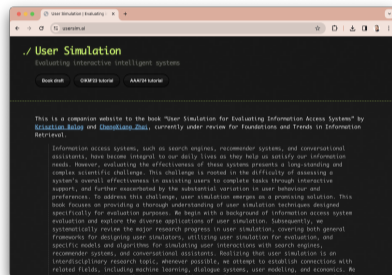 User Simulation | Evaluating
usersim.ai
./ User Simulation
Evaluating interactive intelligent systems
Book draft
CIKM'23 tutorial
AAAI'24 tutorial
This is a companion website to the book "User Simulation for Evaluating Information Access Systems" by
Krisztian Balog and ChengXiang Zhai, currently under review for Foundations and Trends in Information
Retrieval.
Information access systems, such as search engines, recommender systems, and conversational
assistants, have become integral to our daily lives as they help us satisfy our information
needs. However, evaluating the effectiveness of these systems presents a long-standing and
complex scientific challenge. This challenge is rooted in the difficulty of assessing a
system's overall effectiveness in assisting users to complete tasks through interactive
support, and further exacerbated by the substantial variation in user behaviour and
preferences. To address this challenge, user simulation emerges as a promising solution. This
book focuses on providing a thorough understanding of user simulation techniques designed
specifically for evaluation purposes. We begin with a background of information access system
evaluation and explore the diverse applications of user simulation. Subsequently, we
systematically review the major research progress in user simulation, covering both general
frameworks for designing user simulators, utilizing user simulation for evaluation, and
specific models and algorithms for simulating user interactions with search engines,
recommender systems, and conversational assistants. Realizing that user simulation is an
interdisciplinary research topic, whenever possible, we attempt to establish connections with
related fields, including machine learning, dialogue systems, user modeling, and economics. We